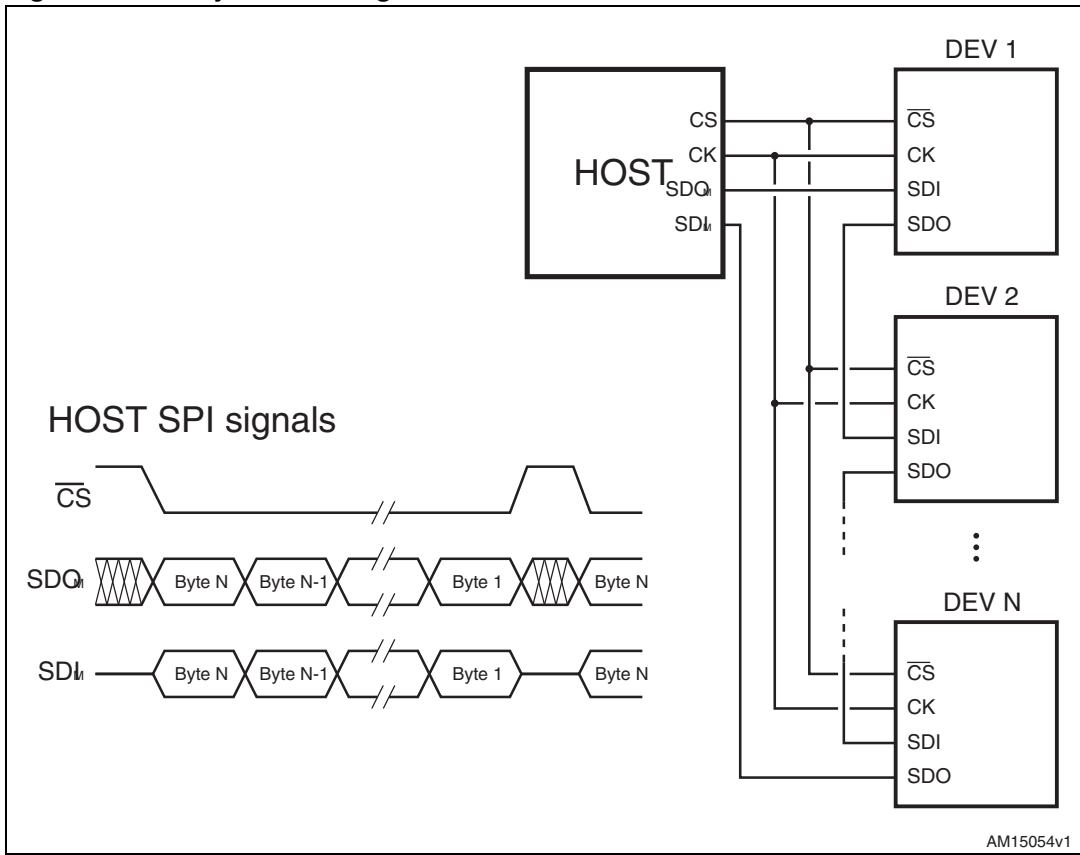 DEV 1
HOST
CS
CK
SDOM
SDIM
CS
CK
SDI
SDO
DEV 2
CS
CK
SDI
SDO
DEV N
CS
CK
SDI
SDO
HOST SPI signals
CS
SDOM Byte N Byte N-1 Byte 1 Byte N
SDIM Byte N Byte N-1 Byte 1 Byte N
AM15054v1